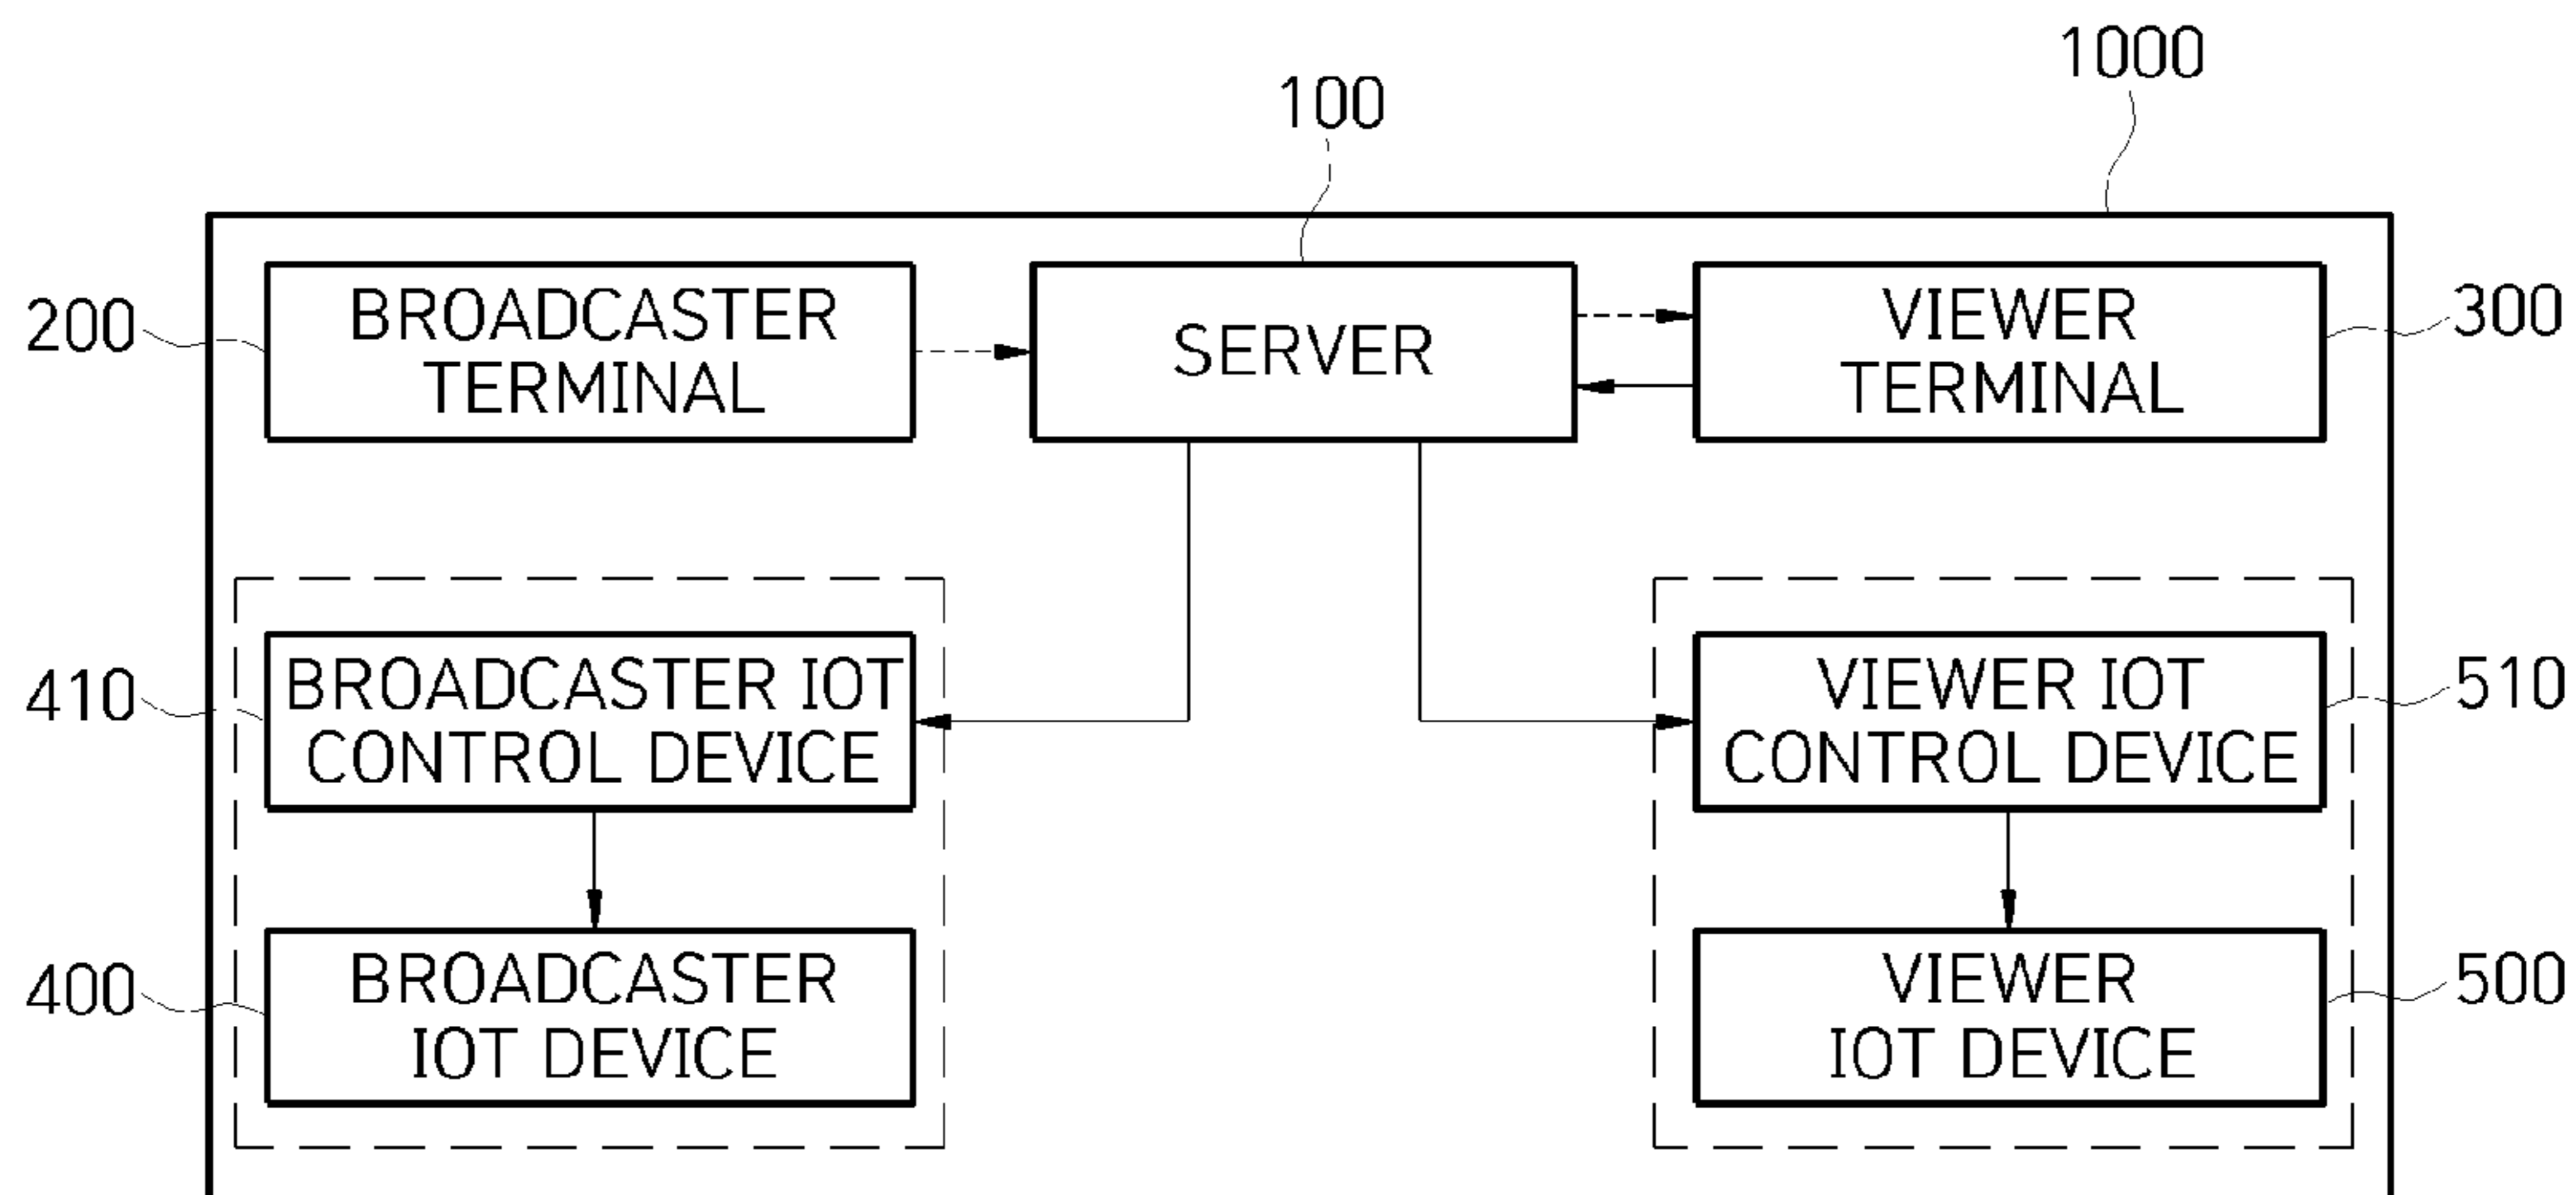 1000
100
200
BROADCASTER
TERMINAL
SERVER
VIEWER
TERMINAL
300
410
BROADCASTER IOT
CONTROL DEVICE
VIEWER IOT
CONTROL DEVICE
510
400
BROADCASTER
IOT DEVICE
VIEWER
IOT DEVICE
500